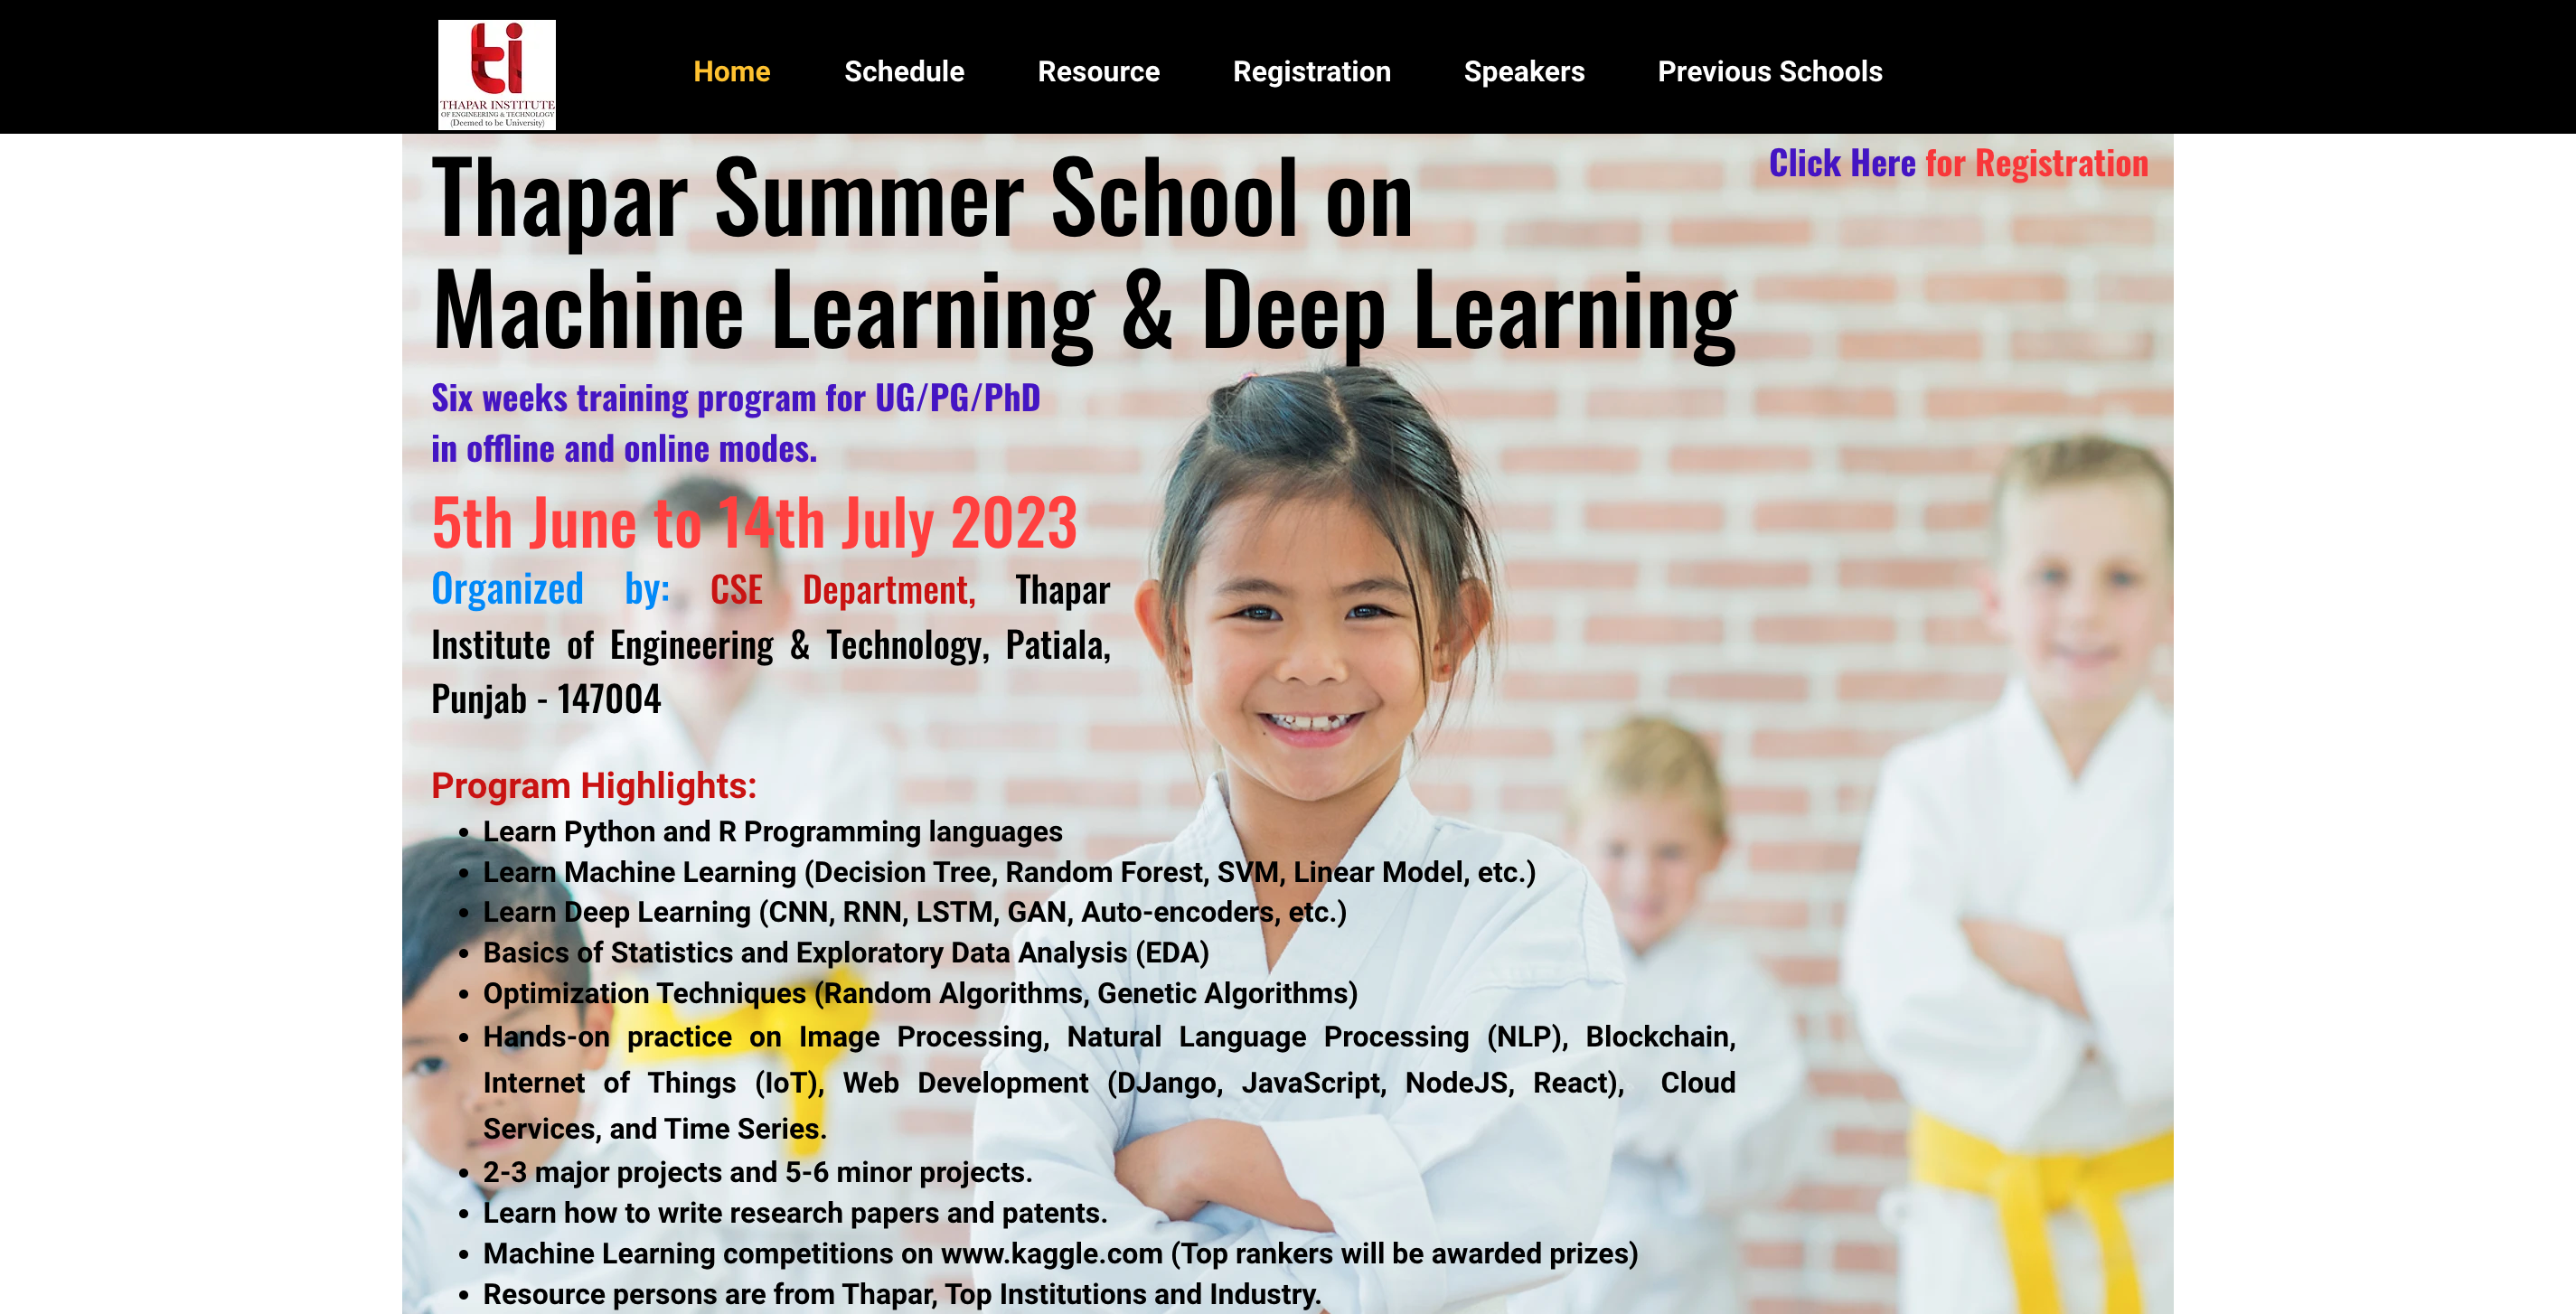 ti
THAPAR INSTITUTE
OF ENGINEERING & TECHNOLOGY
(Deemed to be University)
Home Schedule Resource Registration Speakers Previous Schools
Click Here for Registration
Thapar Summer School on
Machine Learning & Deep Learning
Six weeks training program for UG/PG/PhD
in offline and online modes.
5th June to 14th July 2023
Organized by: CSE Department, Thapar
Institute of Engineering & Technology, Patiala,
Punjab - 147004
Program Highlights:
• Learn Python and R Programming languages
• Learn Machine Learning (Decision Tree, Random Forest, SVM, Linear Model, etc.)
• Learn Deep Learning (CNN, RNN, LSTM, GAN, Auto-encoders, etc.)
• Basics of Statistics and Exploratory Data Analysis (EDA)
• Optimization Techniques (Random Algorithms, Genetic Algorithms)
• Hands-on practice on Image Processing, Natural Language Processing (NLP), Blockchain,
Internet of Things (IoT), Web Development (DJango, JavaScript, NodeJS, React), Cloud
Services, and Time Series.
• 2-3 major projects and 5-6 minor projects.
• Learn how to write research papers and patents.
• Machine Learning competitions on www.kaggle.com (Top rankers will be awarded prizes)
• Resource persons are from Thapar, Top Institutions and Industry.